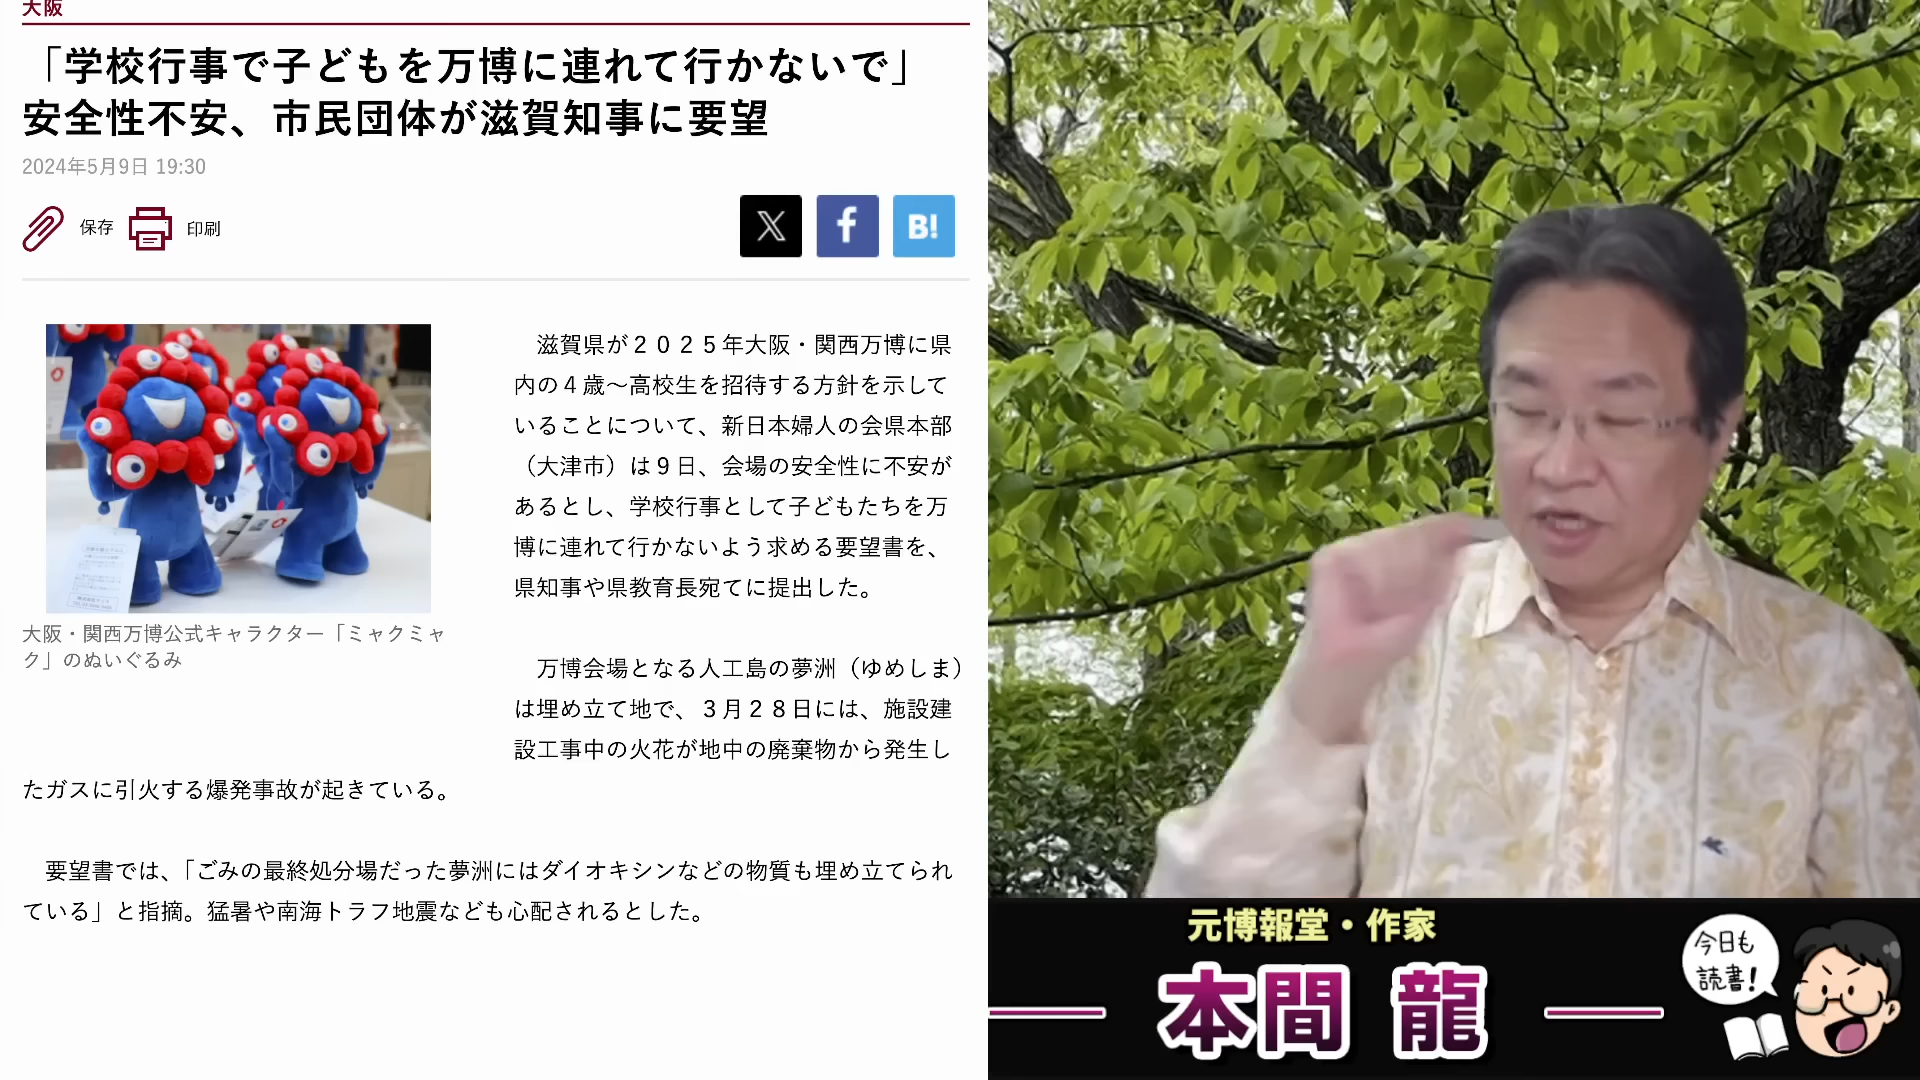 大阪
「学校行事で子どもを万博に連れて行かないで」
安全性不安、市民団体が滋賀知事に要望
2024年5月9日 19:30
保存
印刷
X
f
B!
滋賀県が２０２５年大阪・関西万博に県
内の４歳〜高校生を招待する方針を示して
いることについて、新日本婦人の会県本部
（大津市）は９日、会場の安全性に不安が
あるとし、学校行事として子どもたちを万
博に連れて行かないよう求める要望書を、
県知事や県教育長宛てに提出した。
大阪・関西万博公式キャラクター「ミャクミャ
ク」のぬいぐるみ
万博会場となる人工島の夢洲（ゆめしま）
は埋め立て地で、３月２８日には、施設建
設工事中の火花が地中の廃棄物から発生し
たガスに引火する爆発事故が起きている。
要望書では、「ごみの最終処分場だった夢洲にはダイオキシンなどの物質も埋め立てられ
ている」と指摘。猛暑や南海トラフ地震なども心配されるとした。
元博報堂・作家
本間 龍
今日も
読書!